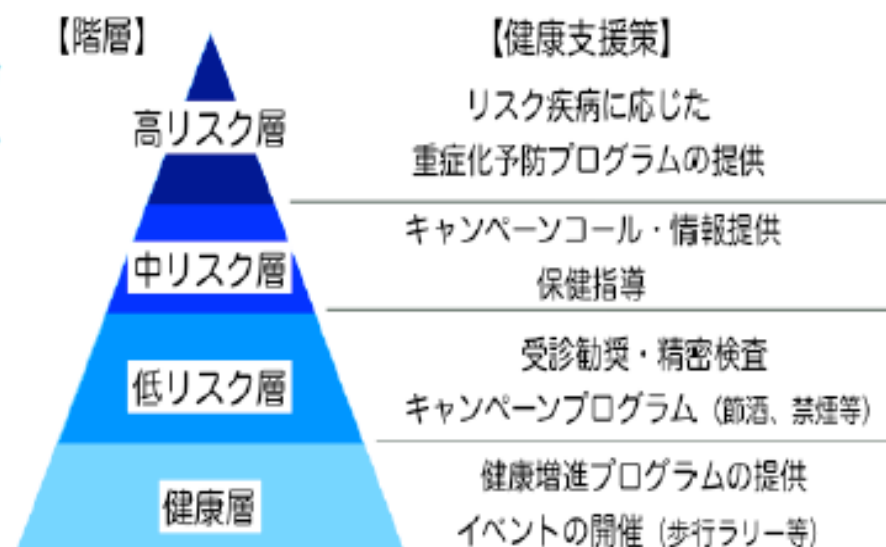 【階層】
【健康支援策】
高リスク層
リスク疾病に応じた
重症化予防プログラムの提供
中リスク層
キャンペーンコール・情報提供
保健指導
低リスク層
受診勧奨・精密検査
キャンペーンプログラム（節酒、禁煙等）
健康層
健康増進プログラムの提供
イベントの開催（歩行ラリー等）